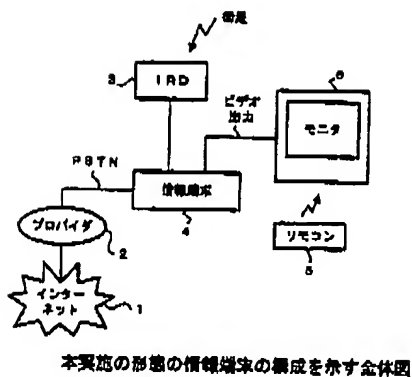 衛星
3
IRD
ビデオ
出力
6
モニタ
PSTN
情報端末
4
プロバイダ
2
リモコン
5
インター
ネット
1
本実施の形態の情報端末の構成を示す全体図